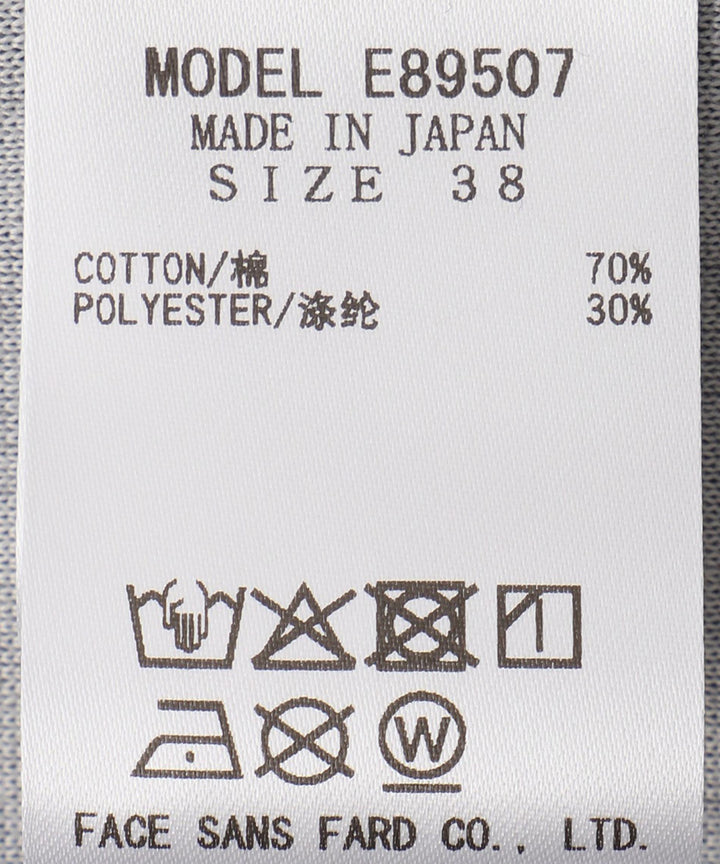 MODEL E89507
MADE IN JAPAN
SIZE 38
COTTON/棉 70%
POLYESTER/涤纶 30%
W
FACE SANS FARD CO., LTD.